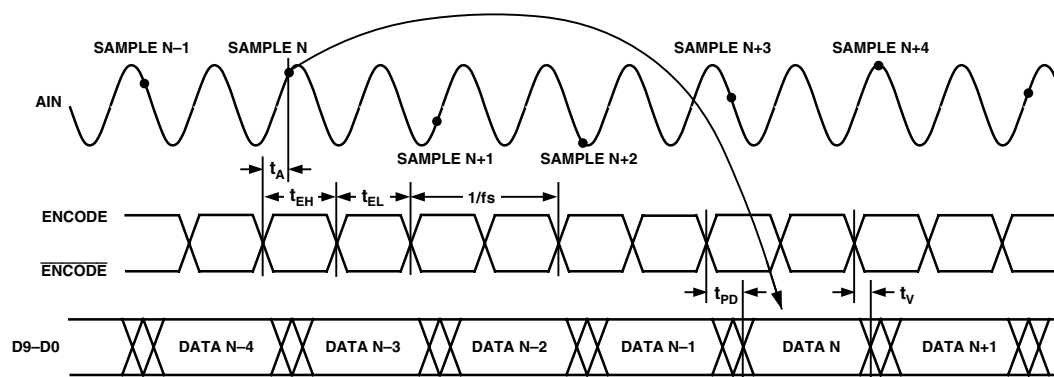 SAMPLE N–1
SAMPLE N
SAMPLE N+3
SAMPLE N+4
AIN
SAMPLE N+1
SAMPLE N+2
tA
tEH
tEL
1/fs
ENCODE
ENCODE
tPD
tV
D9–D0
DATA N–4
DATA N–3
DATA N–2
DATA N–1
DATA N
DATA N+1